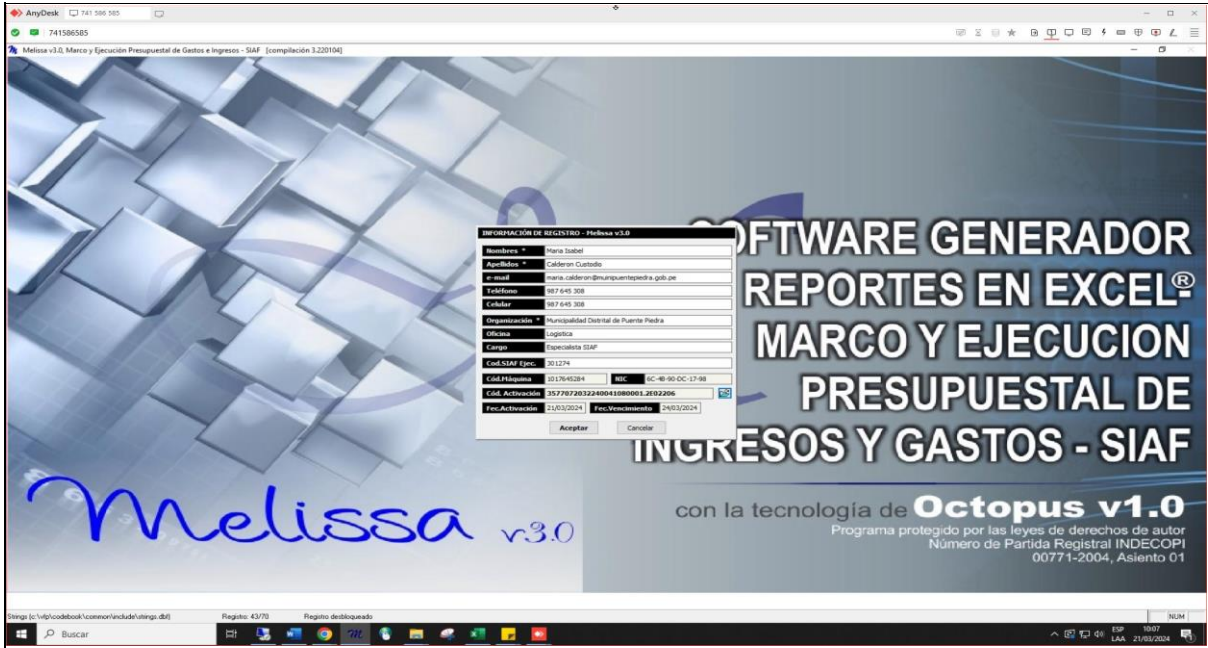 AnyDesk 741 586 585
741586585
Melissa v3.0, Marco y Ejecución Presupuestal de Gastos e Ingresos - SIAF [compilación 3.220104]
SOFTWARE GENERADOR
REPORTES EN EXCEL®
MARCO Y EJECUCION
PRESUPUESTAL DE
INGRESOS Y GASTOS - SIAF
INFORMACIÓN DE REGISTRO - Melissa v3.0
Nombres * Maria Isabel
Apellidos * Calderon Custodio
e-mail maria.calderon@munipuentepiedra.gob.pe
Teléfono 987 645 308
Celular 987 645 308
Organización * Municipalidad Distrital de Puente Piedra
Oficina Logistica
Cargo Especialista SIAF
Cod.SIAF Ejec. 301274
Cód.Máquina 1017645284 NIC 6C-4B-90-DC-17-98
Cód. Activación 3577072032240041080001.2E02206
Fec.Activación 21/03/2024 Fec.Vencimiento 24/03/2024
Aceptar Cancelar
Melissa v3.0
con la tecnología de Octopus v1.0
Programa protegido por las leyes de derechos de autor
Número de Partida Registral INDECOPI
00771-2004, Asiento 01
Strings (c:\vfp\codebook\common\include\strings.dbf) Registro: 43/70 Registro desbloqueado NUM
Buscar
ESP 10:07
LAA 21/03/2024